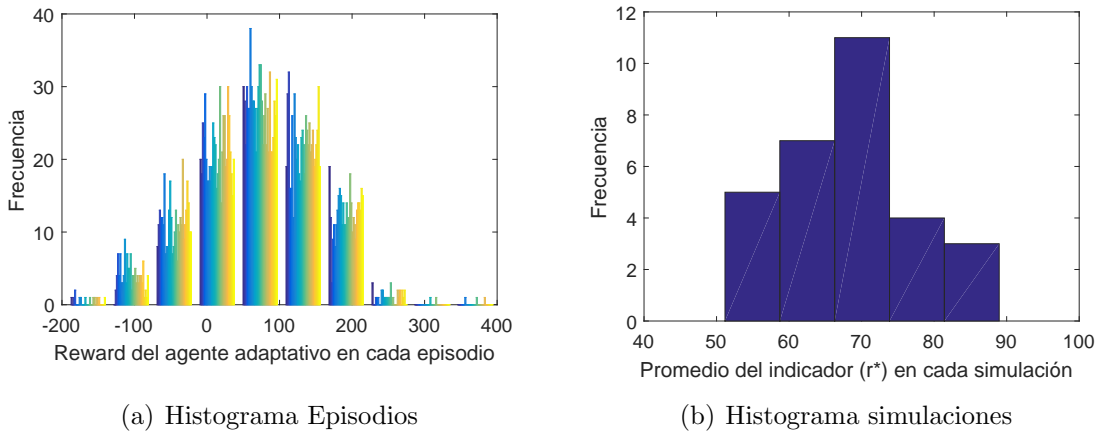 40
30
20
10
0
Frecuencia
-200 -100 0 100 200 300 400
Reward del agente adaptativo en cada episodio
(a) Histograma Episodios
12
10
8
6
4
2
0
Frecuencia
40 50 60 70 80 90 100
Promedio del indicador (r*) en cada simulación
(b) Histograma simulaciones